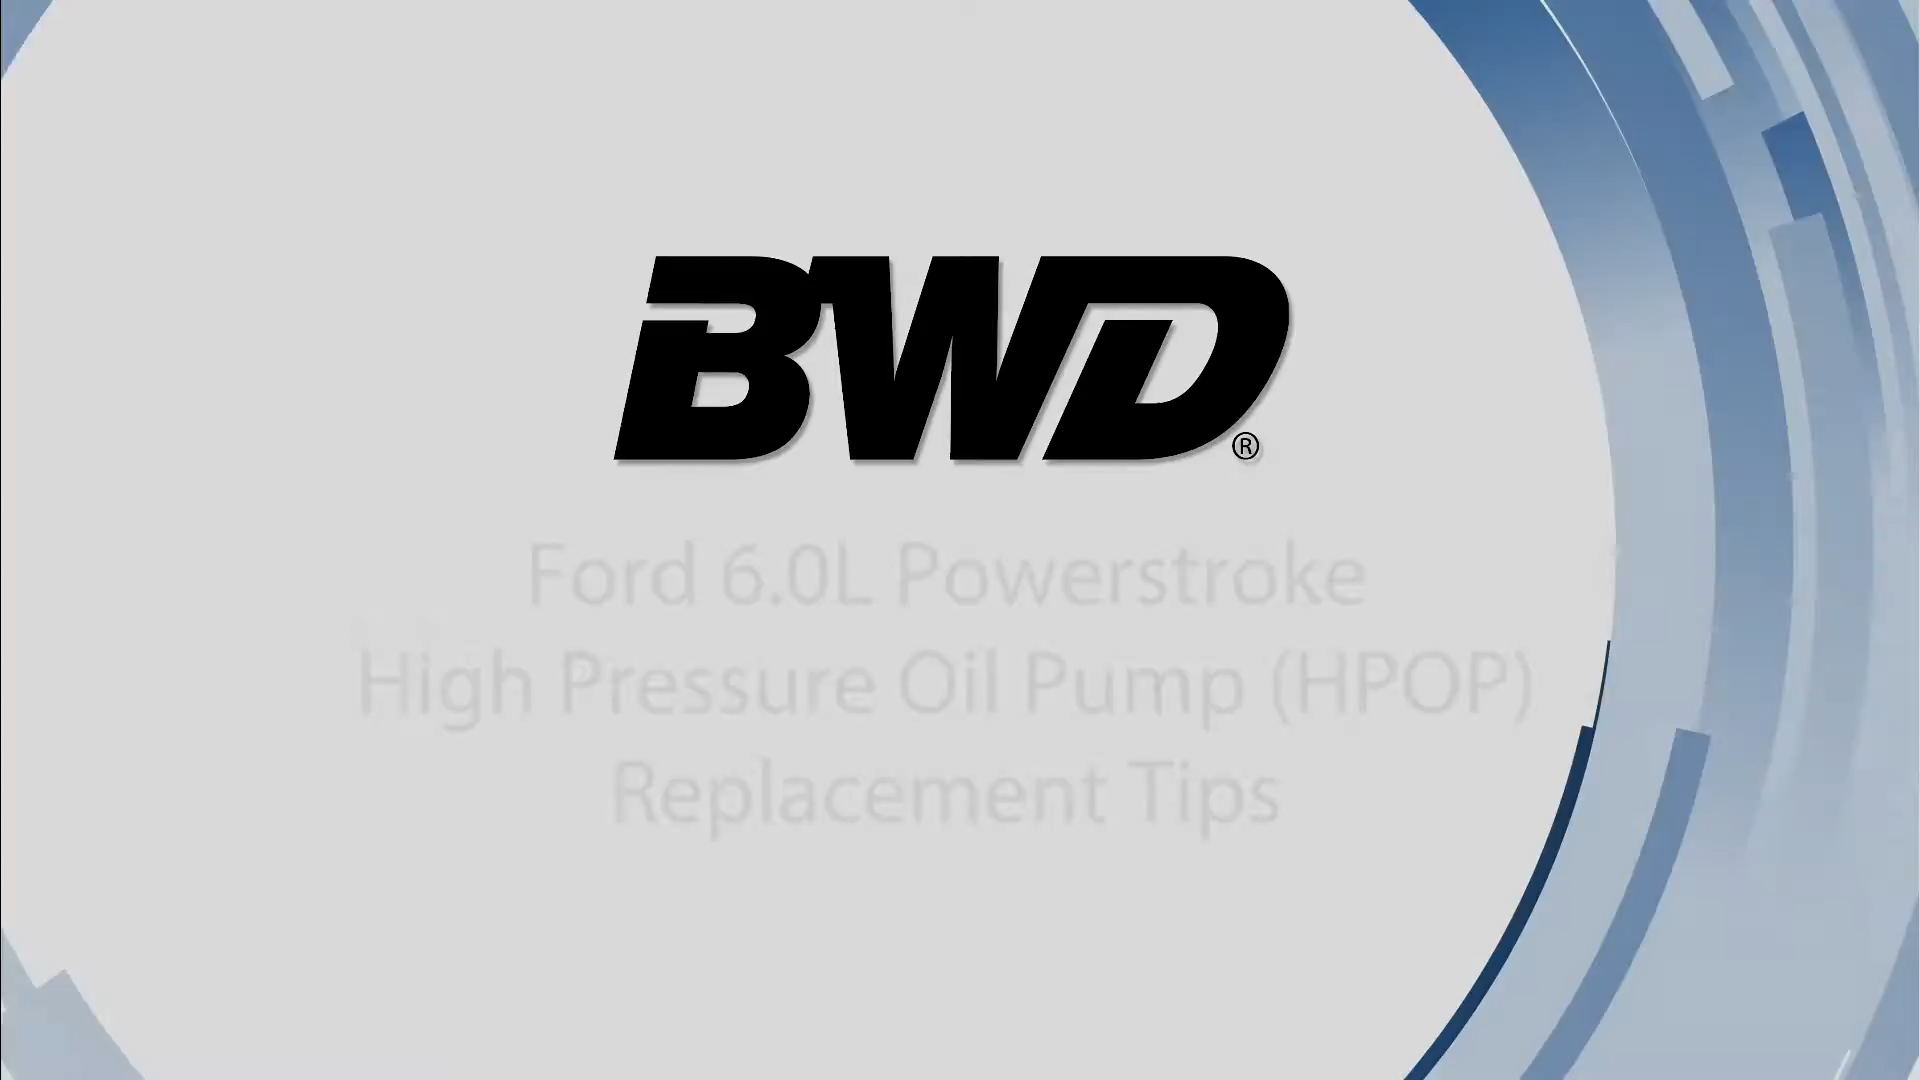 BWD®
Ford 6.0L Powerstroke
High Pressure Oil Pump (HPOP)
Replacement Tips